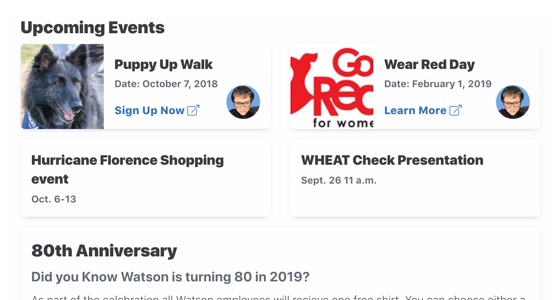 Upcoming Events
Puppy Up Walk
Date: October 7, 2018
Sign Up Now
Go
Red
for wome
Wear Red Day
Date: February 1, 2019
Learn More
Hurricane Florence Shopping
event
Oct. 6-13
WHEAT Check Presentation
Sept. 26 11 a.m.
80th Anniversary
Did you Know Watson is turning 80 in 2019?
As part of the celebration all Watson employees will recieve one free shirt. You can choose either a